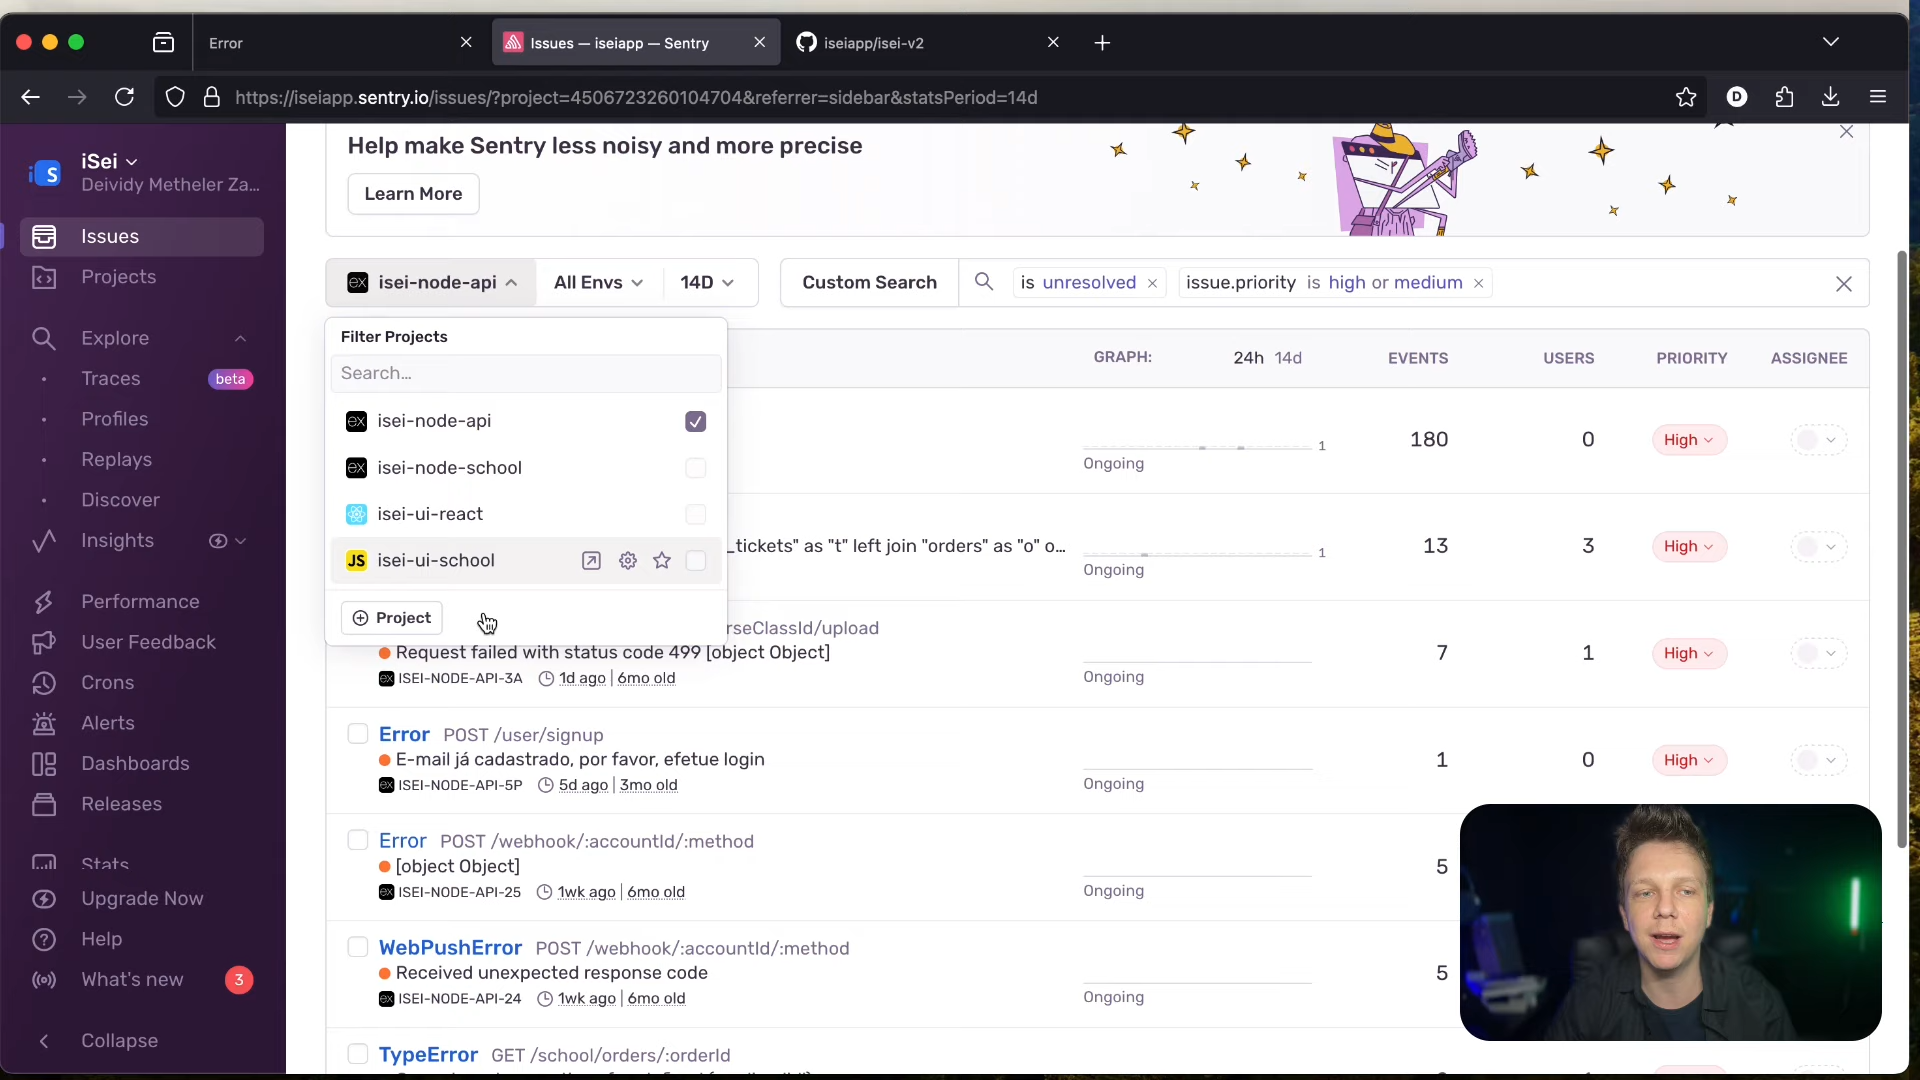 Error
Issues — iseiapp — Sentry
iseiapp/isei-v2
https://iseiapp.sentry.io/issues/?project=4506723260104704&referrer=sidebar&statsPeriod=14d
D
iS
iSei
Deividy Metheler Za...
Issues
Projects
Explore
Traces
beta
Profiles
Replays
Discover
Insights
Performance
User Feedback
Crons
Alerts
Dashboards
Releases
Stats
Upgrade Now
Help
What's new
3
Collapse
Help make Sentry less noisy and more precise
Learn More
ex isei-node-api
All Envs
14D
Custom Search
is unresolved
issue.priority is high or medium
Filter Projects
Search...
ex isei-node-api
ex isei-node-school
isei-ui-react
JS isei-ui-school
Project
GRAPH: 24h 14d EVENTS USERS PRIORITY ASSIGNEE
1
Ongoing
180 0 High
_tickets" as "t" left join "orders" as "o" o...
1
Ongoing
13 3 High
rseClassId/upload
Request failed with status code 499 [object Object]
ex ISEI-NODE-API-3A 1d ago | 6mo old
Ongoing
7 1 High
Error POST /user/signup
E-mail já cadastrado, por favor, efetue login
ex ISEI-NODE-API-5P 5d ago | 3mo old
Ongoing
1 0 High
Error POST /webhook/:accountId/:method
[object Object]
ex ISEI-NODE-API-25 1wk ago | 6mo old
Ongoing
5
WebPushError POST /webhook/:accountId/:method
Received unexpected response code
ex ISEI-NODE-API-24 1wk ago | 6mo old
Ongoing
5
TypeError GET /school/orders/:orderId